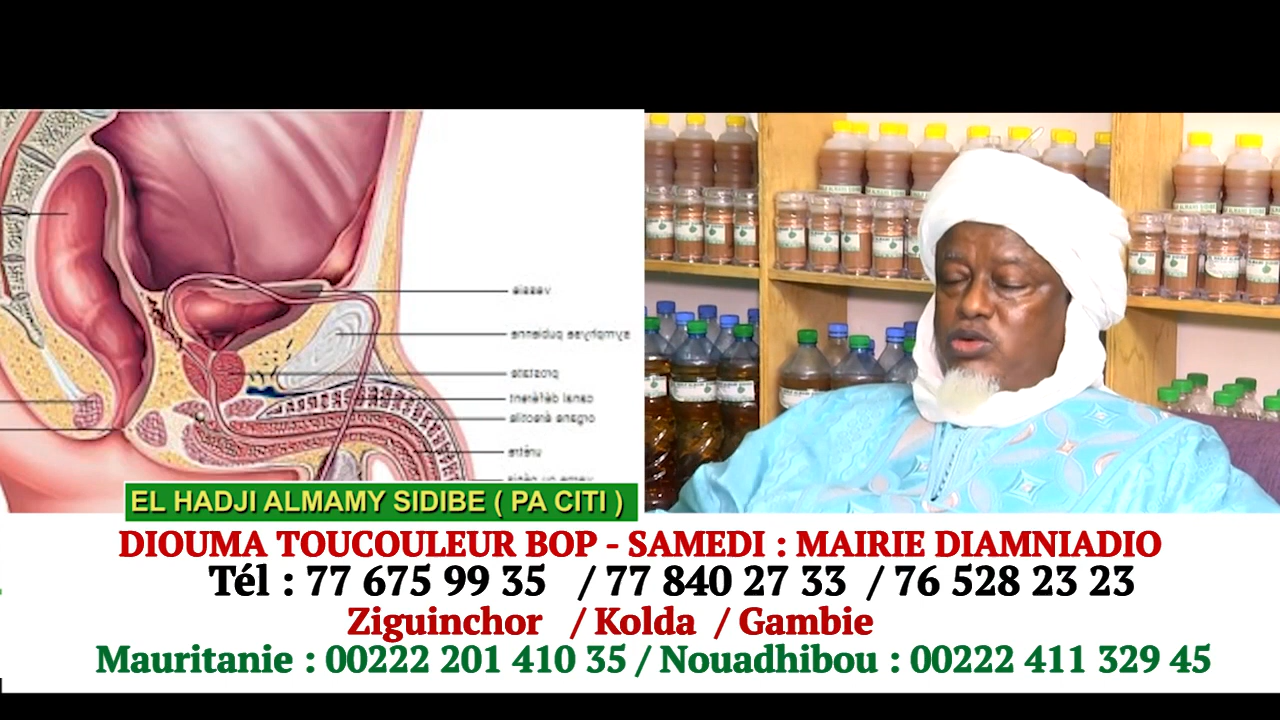 EL HADJI ALMAMY SIDIBE ( PA CITI )
DIOUMA TOUCOULEUR BOP - SAMEDI : MAIRIE DIAMNIADIO
Tél : 77 675 99 35 / 77 840 27 33 / 76 528 23 23
Ziguinchor / Kolda / Gambie
Mauritanie : 00222 201 410 35 / Nouadhibou : 00222 411 329 45